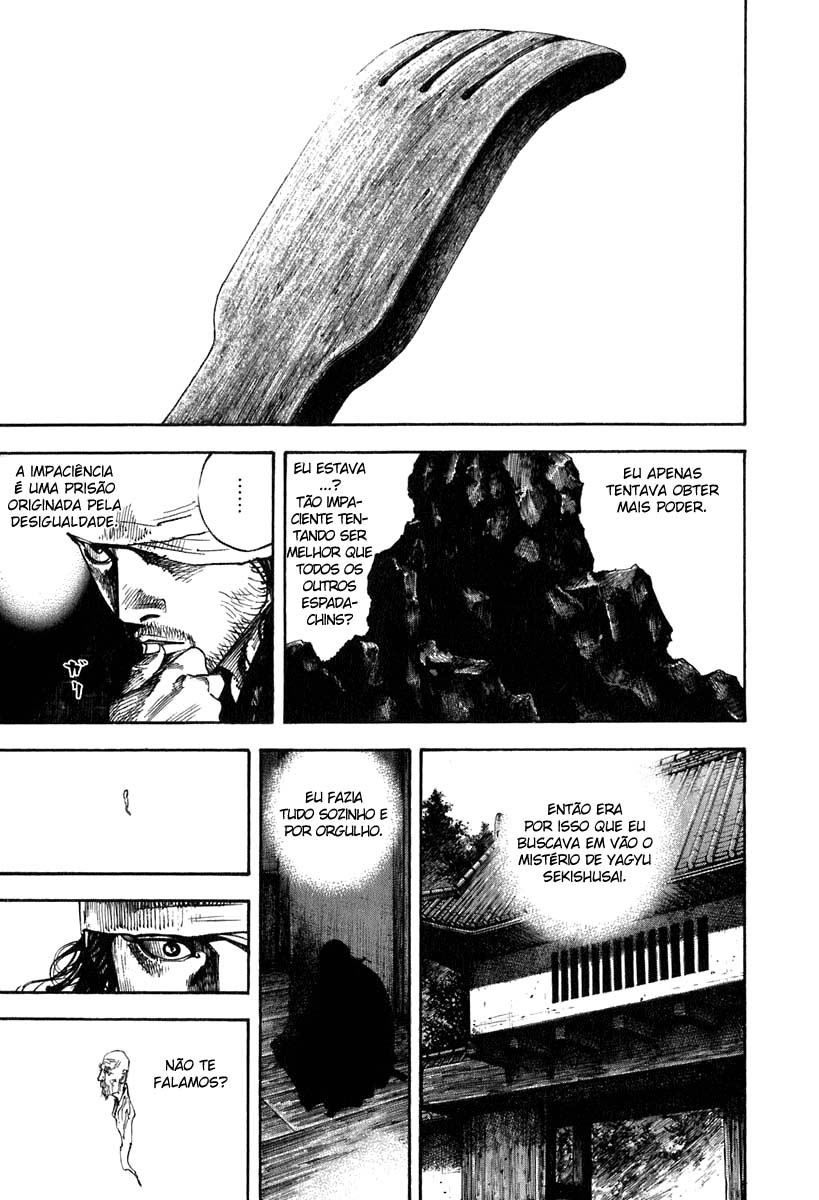 EU APENAS
TENTAVA OBTER
MAIS PODER.
EU ESTAVA
...?
TÃO IMPA-
CIENTE TEN-
TANDO SER
MELHOR QUE
TODOS OS
OUTROS
ESPADA-
CHINS?
......
A IMPACIÊNCIA
É UMA PRISÃO
ORIGINADA PELA
DESIGUALDADE.
ガリ
ENTÃO ERA
POR ISSO QUE EU
BUSCAVA EM VÃO O
MISTÉRIO DE YAGYU
SEKISHUSAI.
EU FAZIA
TUDO SOZINHO E
POR ORGULHO.
NÃO TE
FALAMOS?